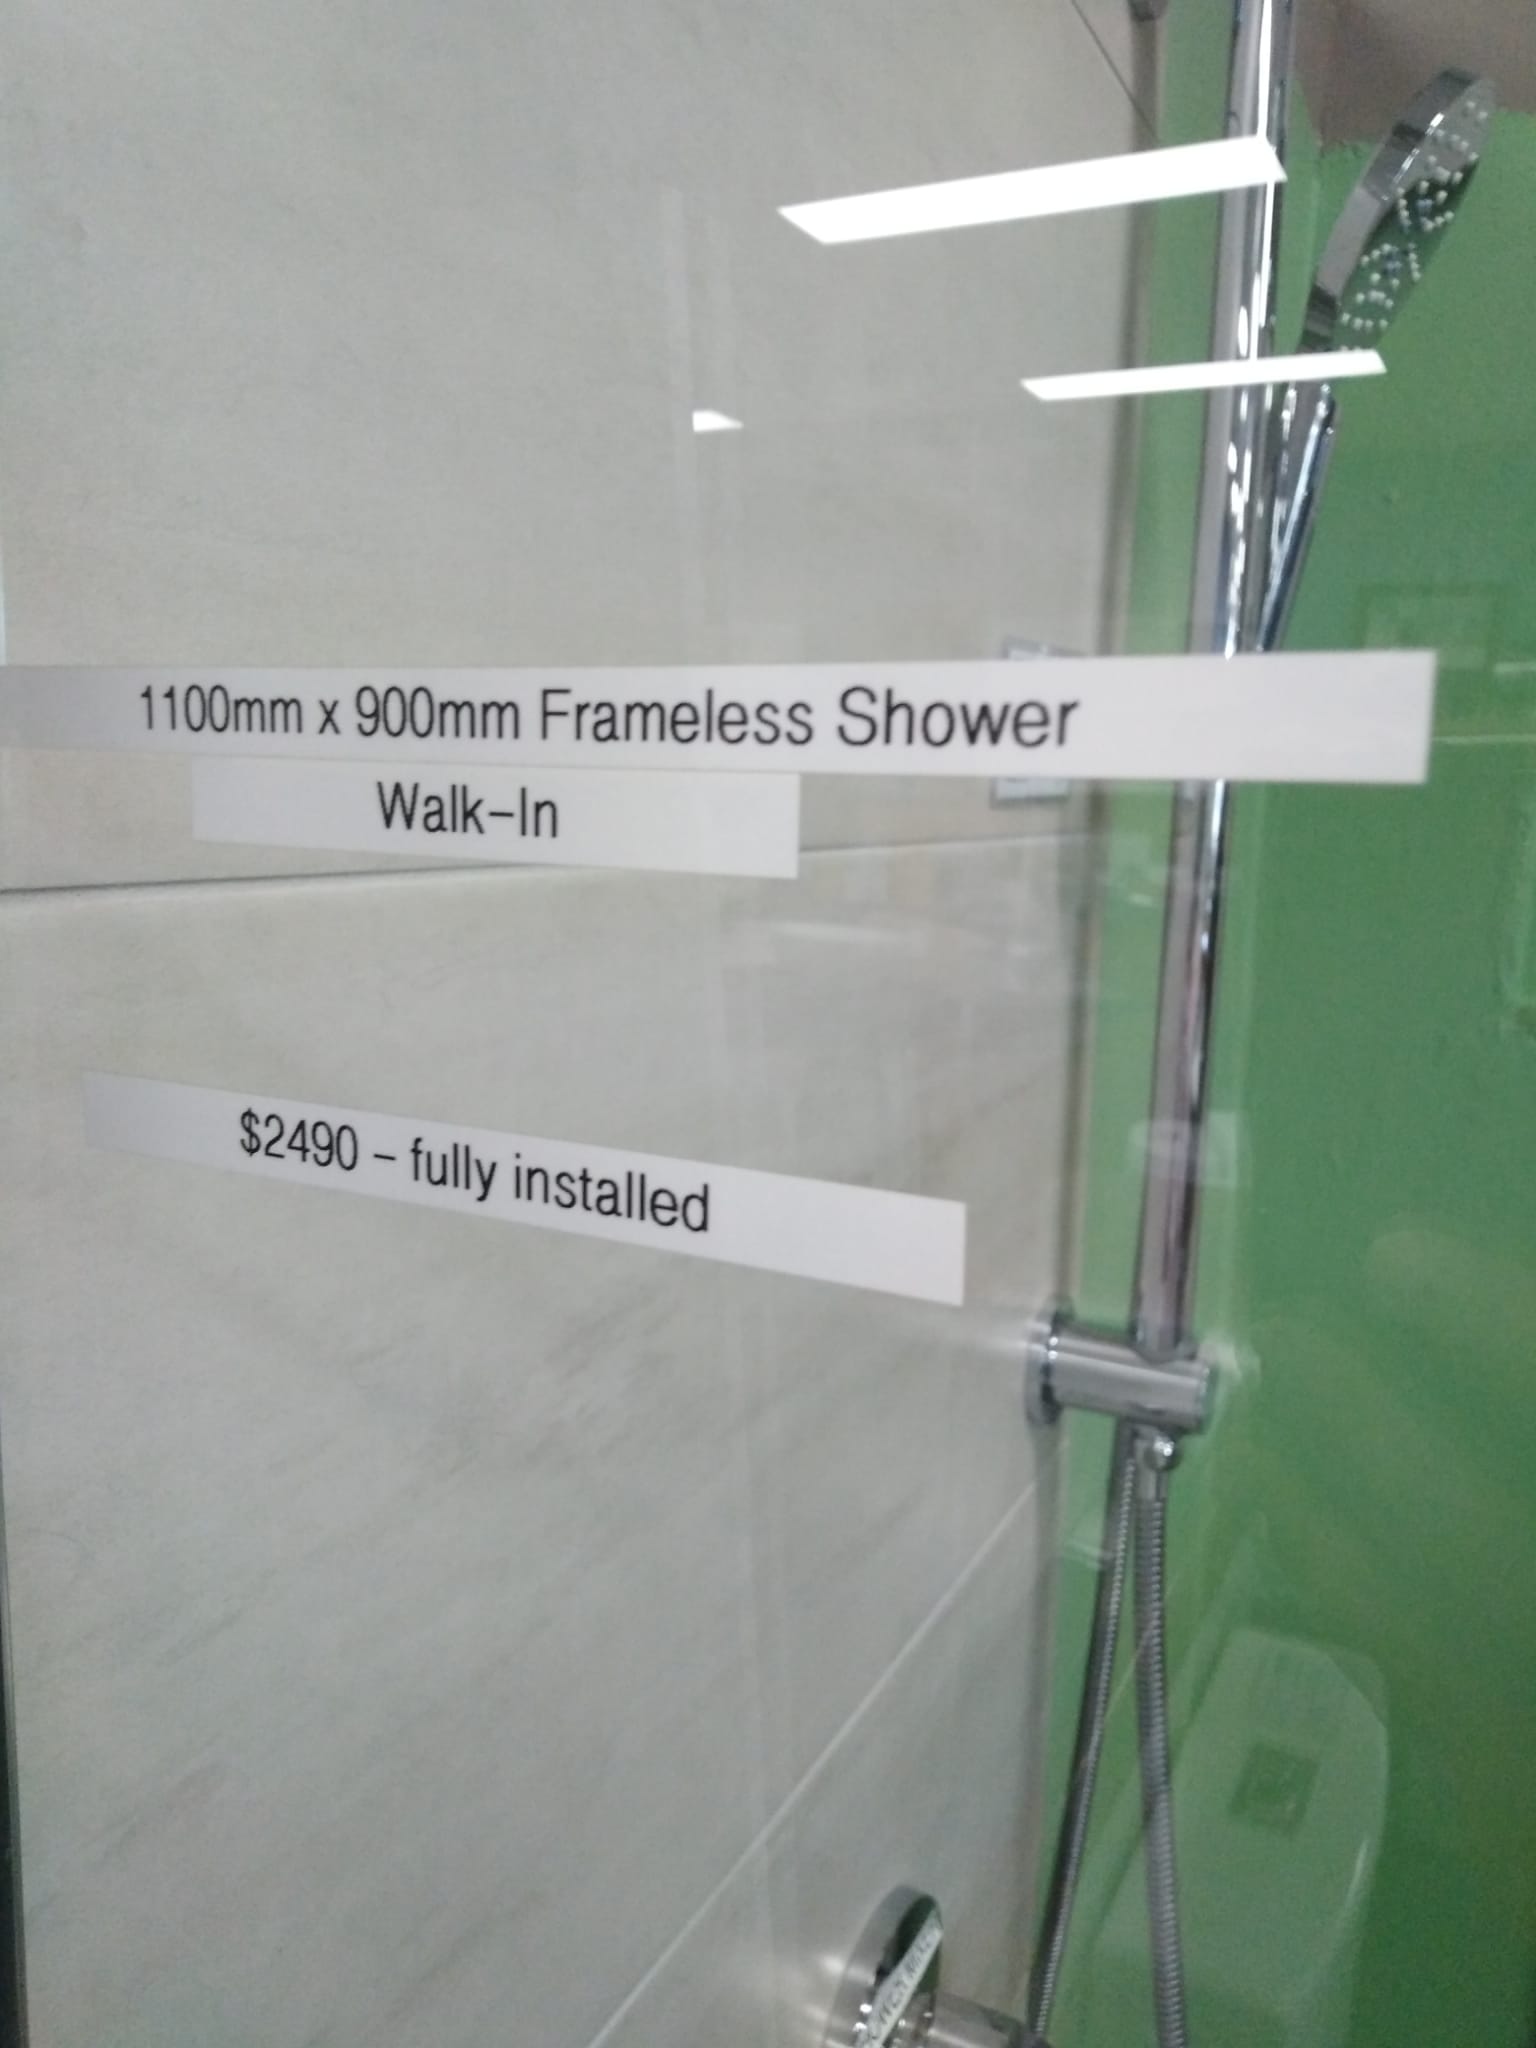 1100mm x 900mm Frameless Shower
Walk-In
$2490 - fully installed